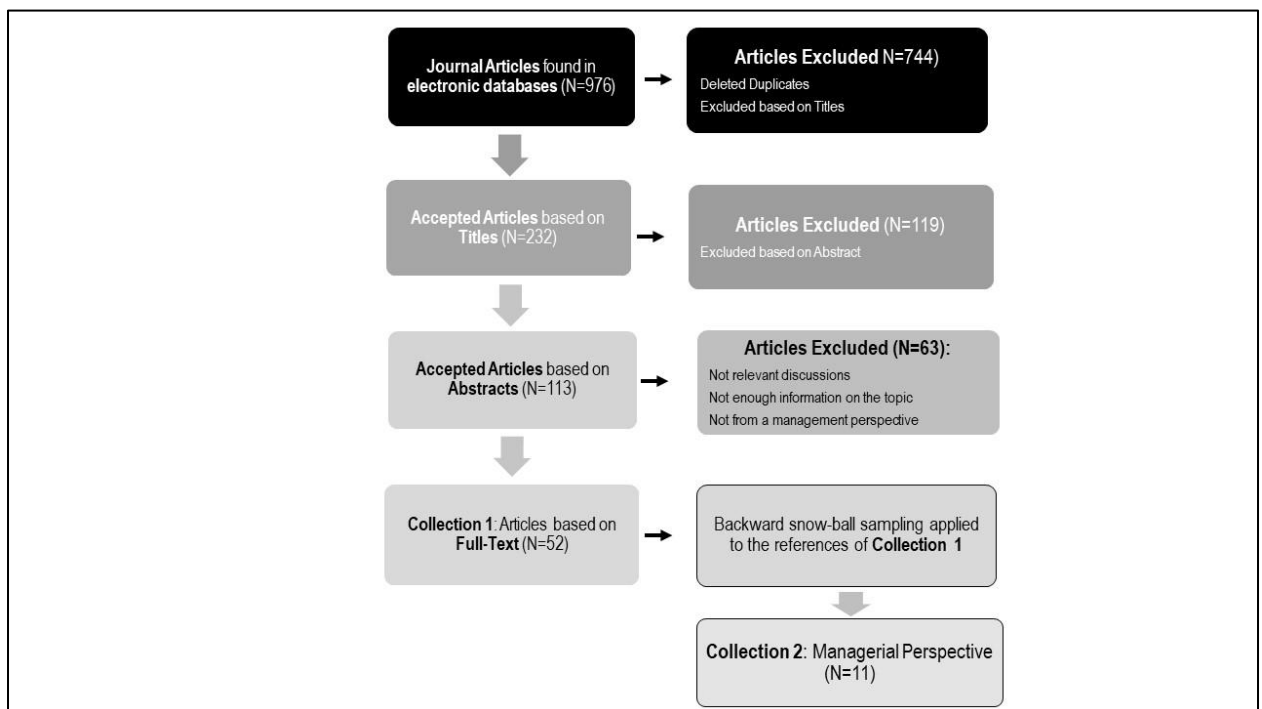 Journal Articles found in
electronic databases (N=976)
Articles Excluded N=744)
Deleted Duplicates
Excluded based on Titles
Accepted Articles based on
Titles (N=232)
Articles Excluded (N=119)
Excluded based on Abstract
Accepted Articles based on
Abstracts (N=113)
Articles Excluded (N=63):
Not relevant discussions
Not enough information on the topic
Not from a management perspective
Collection 1: Articles based on
Full-Text (N=52)
Backward snow-ball sampling applied
to the references of Collection 1
Collection 2: Managerial Perspective
(N=11)